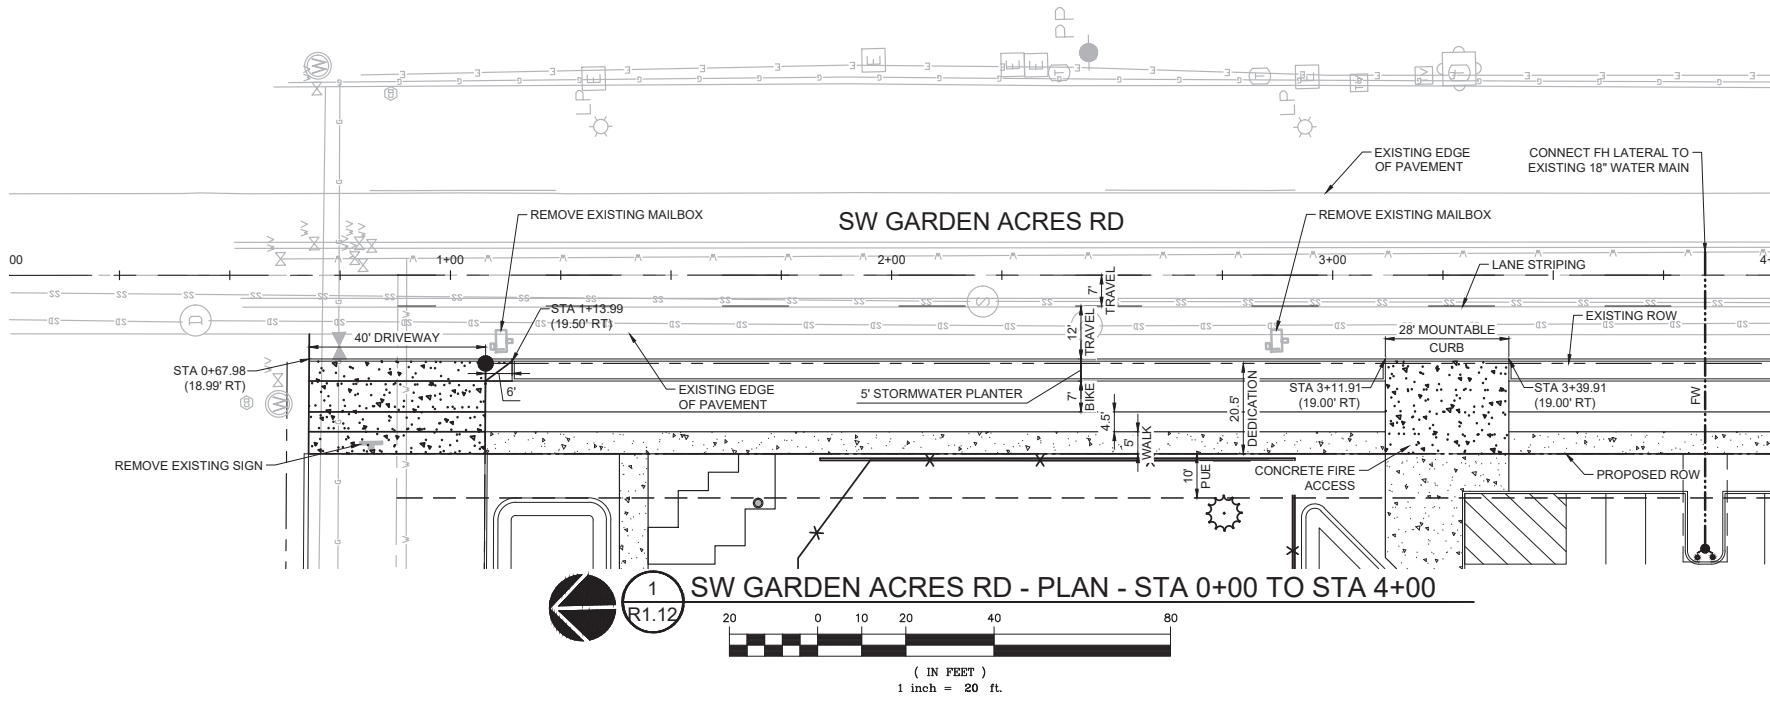 PP
W
E
E
E
E
T
T
E
TV
V
T
LP
LP
EXISTING EDGE
OF PAVEMENT
CONNECT FH LATERAL TO
EXISTING 18" WATER MAIN
REMOVE EXISTING MAILBOX
SW GARDEN ACRES RD
REMOVE EXISTING MAILBOX
00
1+00
2+00
3+00
4+
LANE STRIPING
7'
TRAVEL
STA 1+13.99
(19.50' RT)
D
S
12'
TRAVEL
EXISTING ROW
28' MOUNTABLE
CURB
40' DRIVEWAY
STA 0+67.98
(18.99' RT)
W
6'
EXISTING EDGE
OF PAVEMENT
5' STORMWATER PLANTER
7'
BIKE
4.5'
5'
WALK
20.5'
DEDICATION
STA 3+11.91
(19.00' RT)
STA 3+39.91
(19.00' RT)
FW
REMOVE EXISTING SIGN
10'
PUE
CONCRETE FIRE
ACCESS
PROPOSED ROW
1
R1.12
SW GARDEN ACRES RD - PLAN - STA 0+00 TO STA 4+00
20 0 10 20 40 80
( IN FEET )
1 inch = 20 ft.